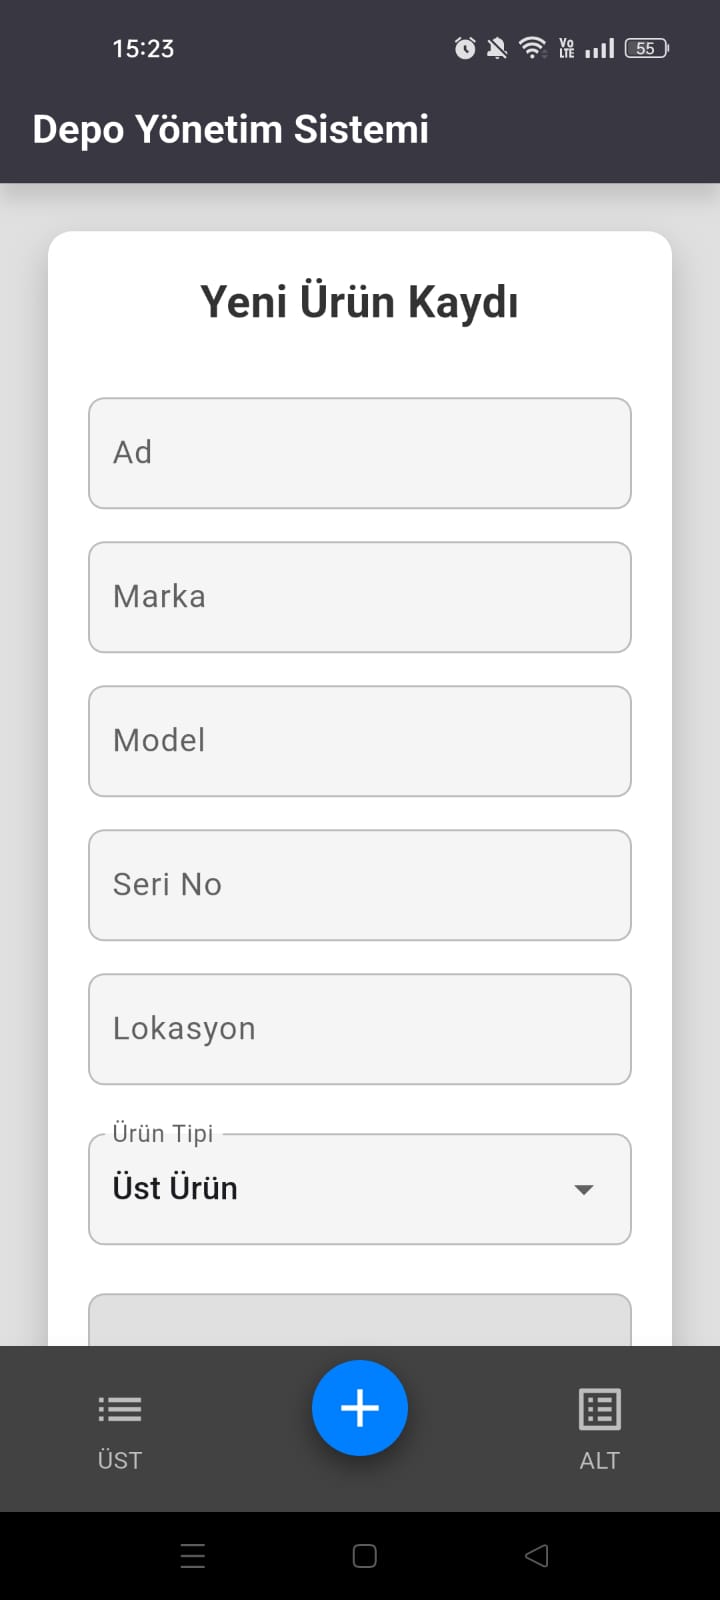 15:23
Vo LTE
55
Depo Yönetim Sistemi
Yeni Ürün Kaydı
Ad
Marka
Model
Seri No
Lokasyon
Ürün Tipi
Üst Ürün
ÜST
ALT